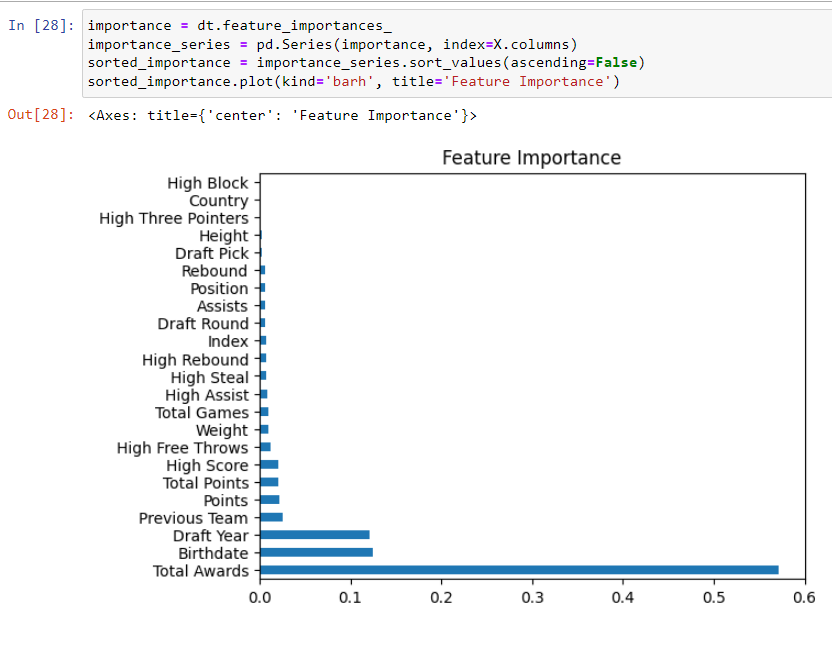 In [28]: importance = dt.feature_importances_
importance_series = pd.Series(importance, index=X.columns)
sorted_importance = importance_series.sort_values(ascending=False)
sorted_importance.plot(kind='barh', title='Feature Importance')
Out[28]: <Axes: title={'center': 'Feature Importance'}>
Feature Importance
High Block
Country
High Three Pointers
Height
Draft Pick
Rebound
Position
Assists
Draft Round
Index
High Rebound
High Steal
High Assist
Total Games
Weight
High Free Throws
High Score
Total Points
Points
Previous Team
Draft Year
Birthdate
Total Awards
0.0 0.1 0.2 0.3 0.4 0.5 0.6